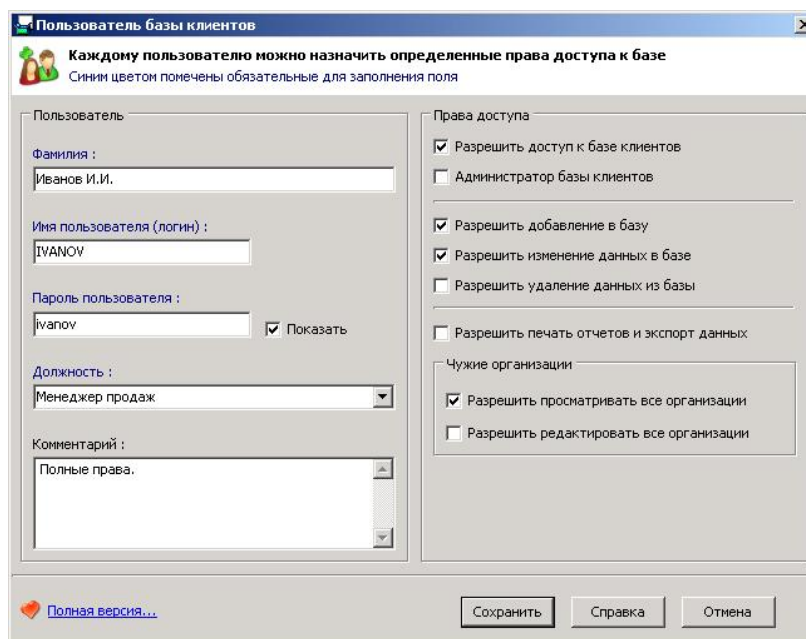 Пользователь базы клиентов
Каждому пользователю можно назначить определенные права доступа к базе
Синим цветом помечены обязательные для заполнения поля
Пользователь
Фамилия :
Иванов И.И.
Имя пользователя (логин) :
IVANOV
Пароль пользователя :
ivanov
Показать
Должность :
Менеджер продаж
Комментарий :
Полные права.
Права доступа
Разрешить доступ к базе клиентов
Администратор базы клиентов
Разрешить добавление в базу
Разрешить изменение данных в базе
Разрешить удаление данных из базы
Разрешить печать отчетов и экспорт данных
Чужие организации
Разрешить просматривать все организации
Разрешить редактировать все организации
Полная версия...
Сохранить
Справка
Отмена